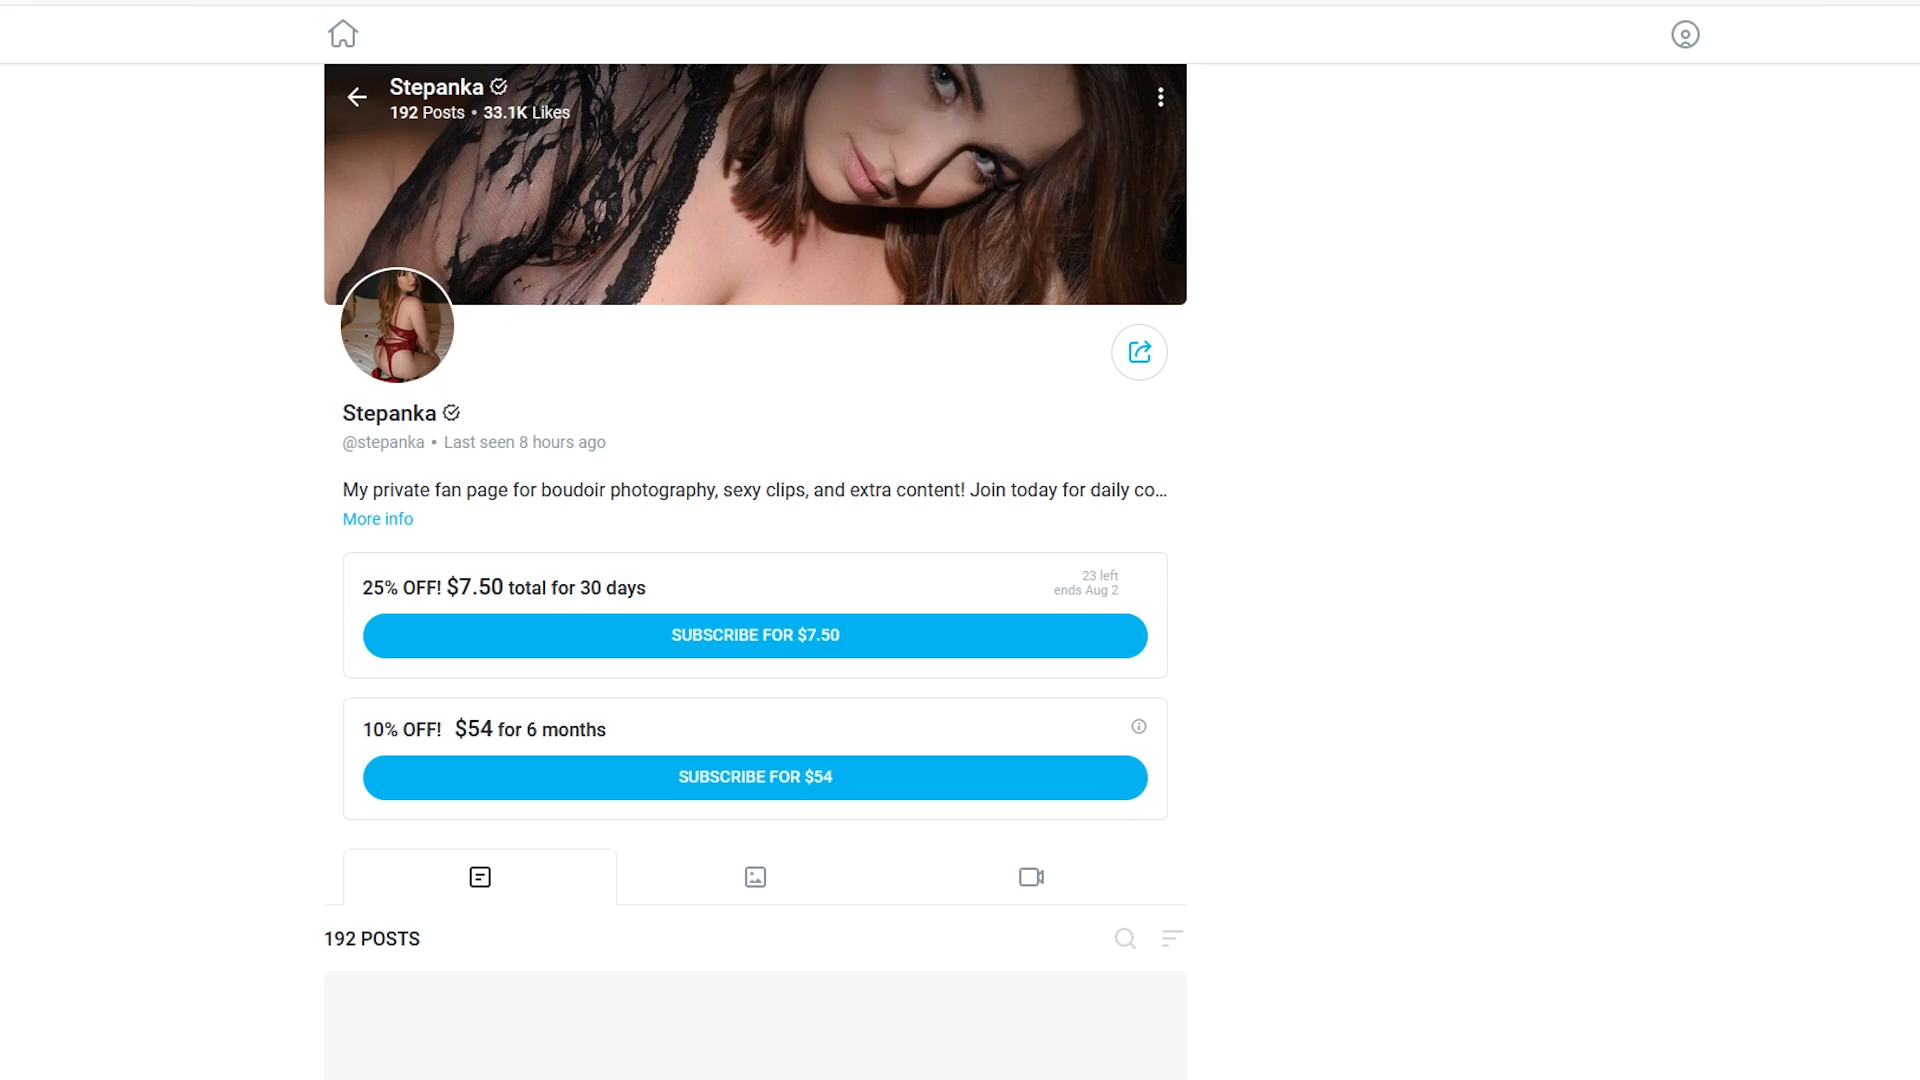 Stepanka
192 Posts • 33.1K Likes
Stepanka
@stepanka • Last seen 8 hours ago
My private fan page for boudoir photography, sexy clips, and extra content! Join today for daily co...
More info
25% OFF! $7.50 total for 30 days
23 left
ends Aug 2
SUBSCRIBE FOR $7.50
10% OFF! $54 for 6 months
SUBSCRIBE FOR $54
192 POSTS